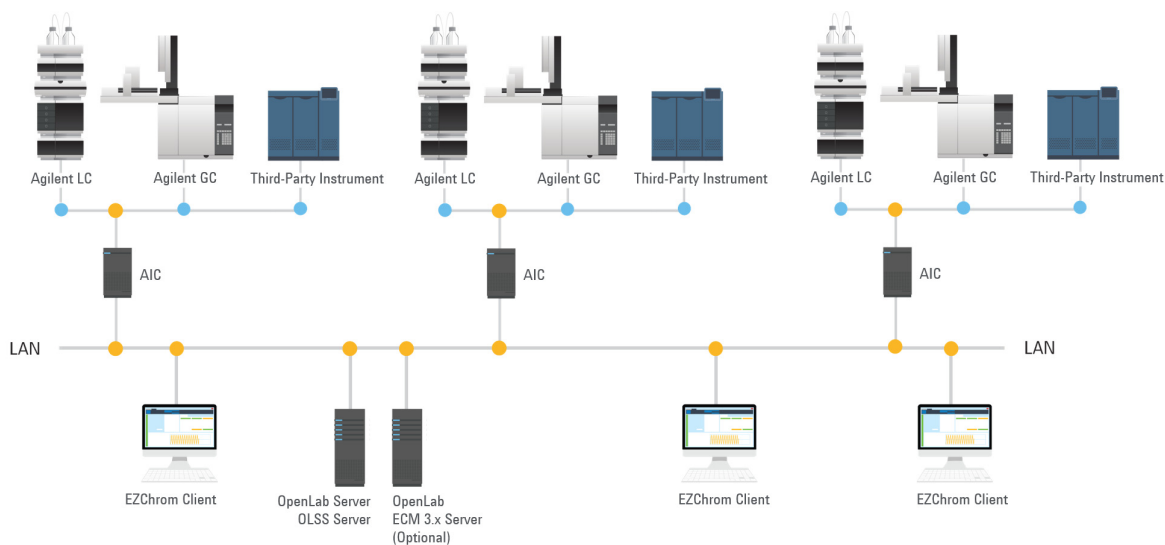 Agilent LC
Agilent GC
Third-Party Instrument
Agilent LC
Agilent GC
Third-Party Instrument
Agilent LC
Agilent GC
Third-Party Instrument
AIC
AIC
AIC
LAN
LAN
EZChrom Client
OpenLab Server
OLSS Server
OpenLab
ECM 3.x Server
(Optional)
EZChrom Client
EZChrom Client